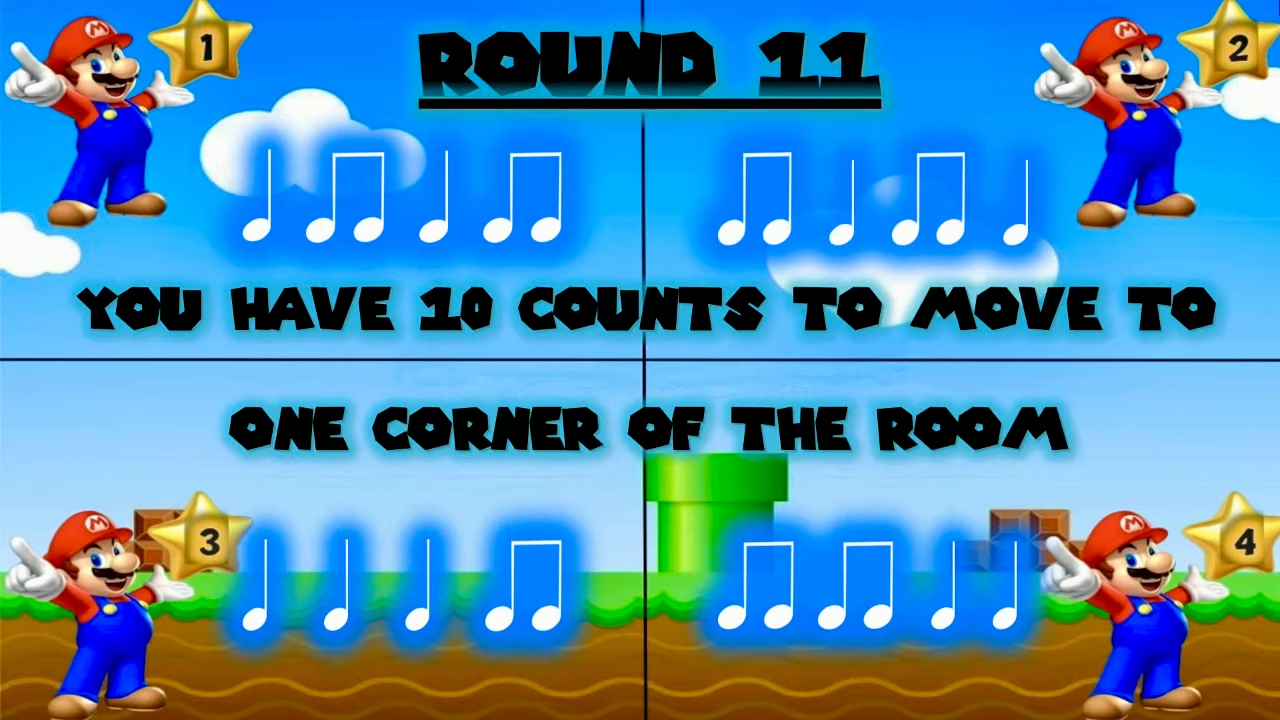 ROUND 11
1
2
YOU HAVE 10 COUNTS TO MOVE TO
ONE CORNER OF THE ROOM
3
4